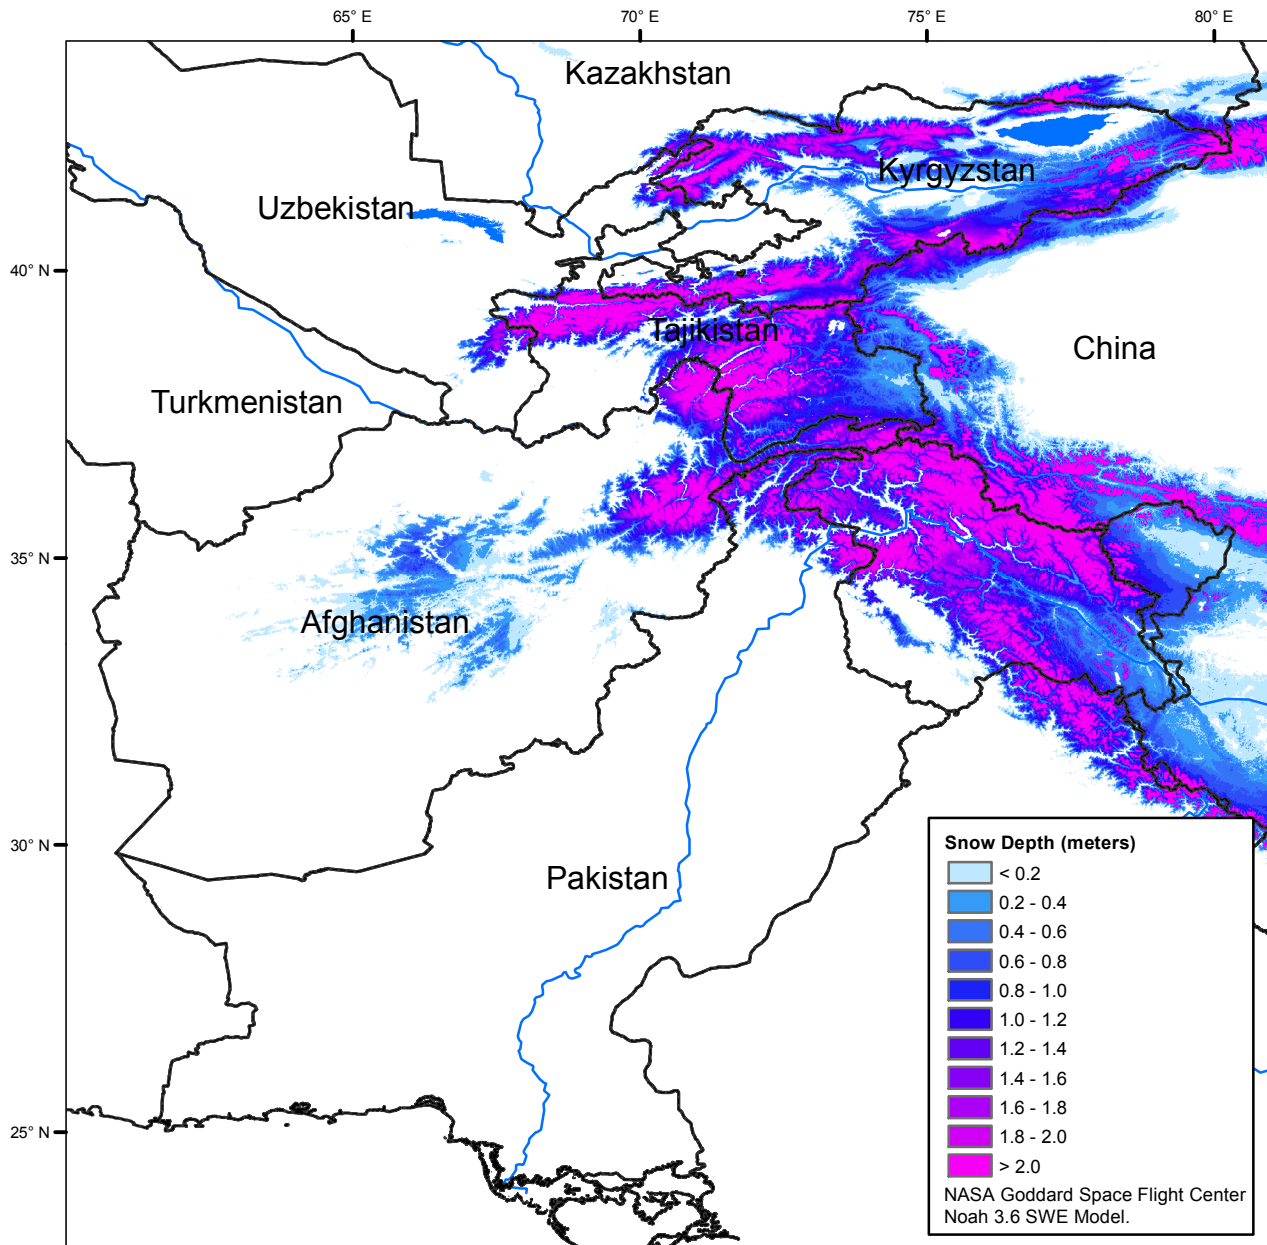 65° E
70° E
75° E
80° E
Kazakhstan
Kyrgyzstan
Uzbekistan
40° N
Tajikistan
China
Turkmenistan
35° N
Afghanistan
30° N
Pakistan
25° N
Snow Depth (meters)
< 0.2
0.2 - 0.4
0.4 - 0.6
0.6 - 0.8
0.8 - 1.0
1.0 - 1.2
1.2 - 1.4
1.4 - 1.6
1.6 - 1.8
1.8 - 2.0
> 2.0
NASA Goddard Space Flight Center
Noah 3.6 SWE Model.